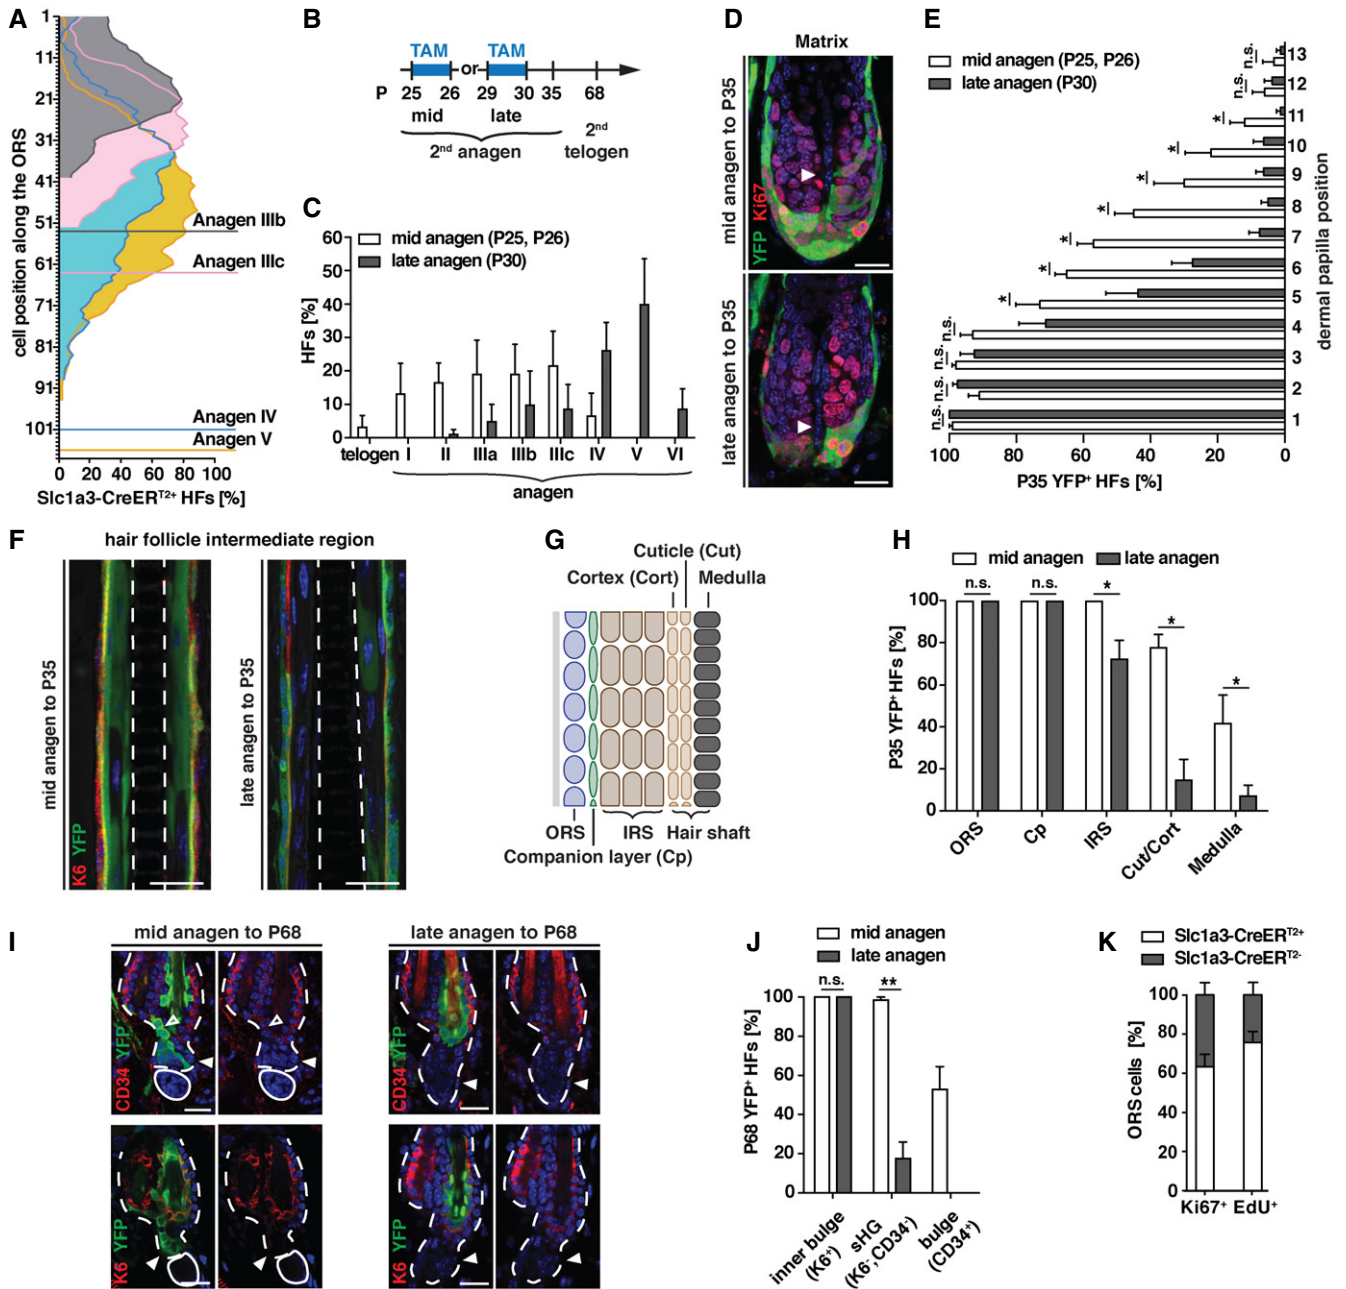 A
1
11
21
31
41
51
61
71
81
91
101
cell position along the ORS
Anagen IIIb
Anagen IIIc
Anagen IV
Anagen V
0 20 40 60 80 100
Slc1a3-CreERT2+ HFs [%]
B
TAM or TAM
P 25 26 29 30 35 68
mid late
2nd anagen
2nd telogen
C
mid anagen (P25, P26)
late anagen (P30)
60
50
40
30
20
10
0
HFs [%]
telogen I II IIIa IIIb IIIc IV V VI
anagen
D
Matrix
mid anagen to P35
YFP Ki67
late anagen to P35
E
mid anagen (P25, P26)
late anagen (P30)
n.s. 13
n.s. 12
* 11
* 10
* 9
* 8
* 7
* 6
* 5
n.s. 4
n.s. 3
n.s. 2
n.s. 1
dermal papilla position
100 80 60 40 20 0
P35 YFP+ HFs [%]
F
hair follicle intermediate region
mid anagen to P35
K6 YFP
late anagen to P35
G
Cuticle (Cut)
Cortex (Cort) Medulla
ORS IRS Hair shaft
Companion layer (Cp)
H
mid anagen late anagen
n.s. n.s. * * *
100
80
60
40
20
0
P35 YFP+ HFs [%]
ORS Cp IRS Cut/Cort Medulla
I
mid anagen to P68 late anagen to P68
CD34 YFP CD34 YFP
K6 YFP K6 YFP
J
mid anagen
late anagen
n.s. **
100
80
60
40
20
0
P68 YFP+ HFs [%]
inner bulge (K6+)
sHG (K6-,CD34-)
bulge (CD34+)
K
Slc1a3-CreERT2+
Slc1a3-CreERT2-
100
80
60
40
20
0
ORS cells [%]
Ki67+ EdU+